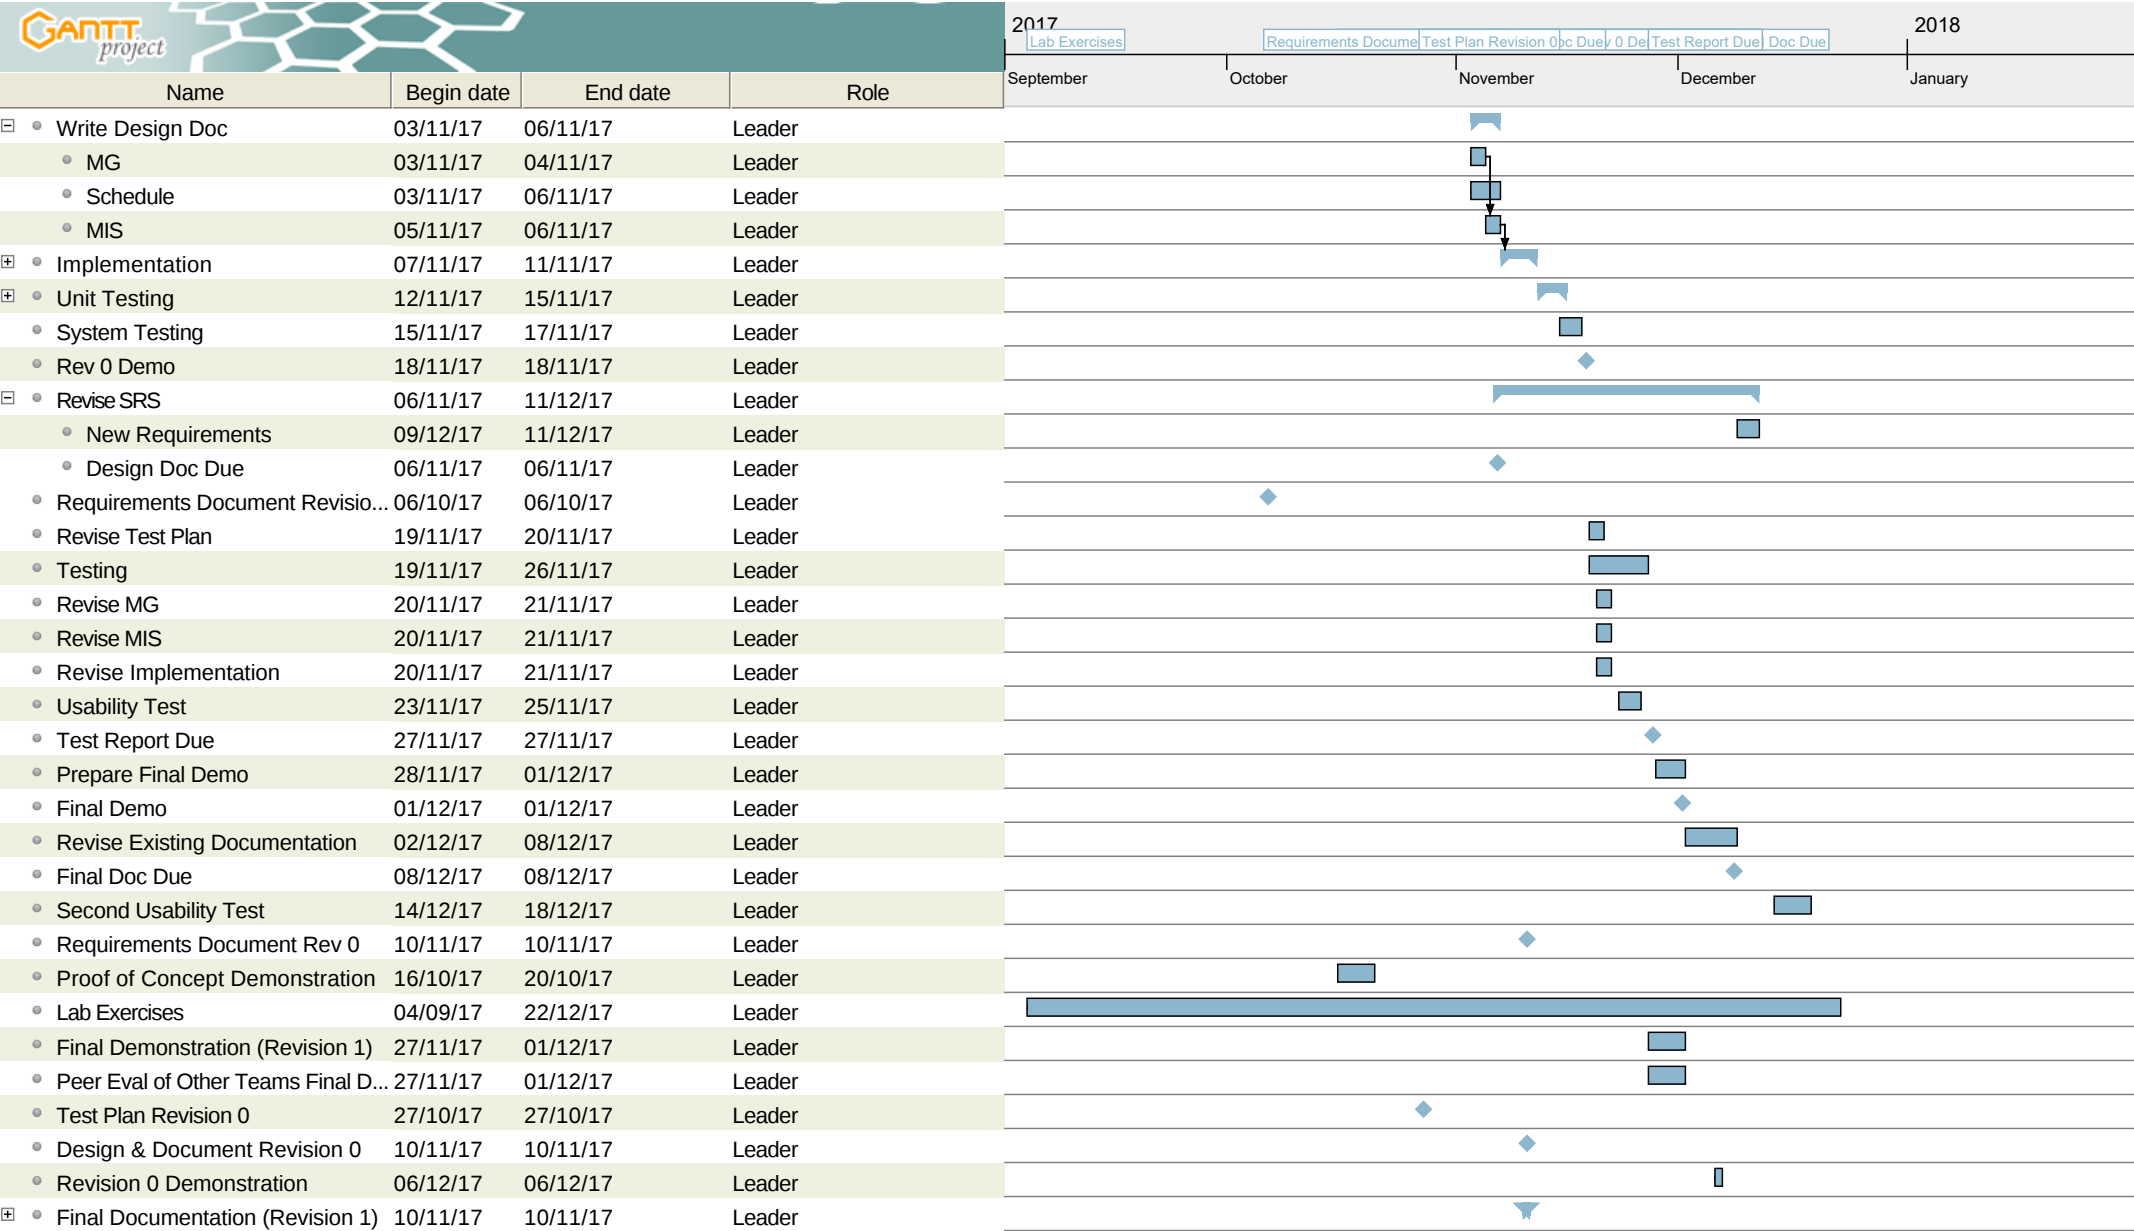 GANTT
project
2017
2018
Lab Exercises
Requirements Docume
Test Plan Revision 0
oc Due
0 De
Test Report Due
Doc Due
September October November December January
Name Begin date End date Role
Write Design Doc 03/11/17 06/11/17 Leader
MG 03/11/17 04/11/17 Leader
Schedule 03/11/17 06/11/17 Leader
MIS 05/11/17 06/11/17 Leader
Implementation 07/11/17 11/11/17 Leader
Unit Testing 12/11/17 15/11/17 Leader
System Testing 15/11/17 17/11/17 Leader
Rev 0 Demo 18/11/17 18/11/17 Leader
Revise SRS 06/11/17 11/12/17 Leader
New Requirements 09/12/17 11/12/17 Leader
Design Doc Due 06/11/17 06/11/17 Leader
Requirements Document Revisio... 06/10/17 06/10/17 Leader
Revise Test Plan 19/11/17 20/11/17 Leader
Testing 19/11/17 26/11/17 Leader
Revise MG 20/11/17 21/11/17 Leader
Revise MIS 20/11/17 21/11/17 Leader
Revise Implementation 20/11/17 21/11/17 Leader
Usability Test 23/11/17 25/11/17 Leader
Test Report Due 27/11/17 27/11/17 Leader
Prepare Final Demo 28/11/17 01/12/17 Leader
Final Demo 01/12/17 01/12/17 Leader
Revise Existing Documentation 02/12/17 08/12/17 Leader
Final Doc Due 08/12/17 08/12/17 Leader
Second Usability Test 14/12/17 18/12/17 Leader
Requirements Document Rev 0 10/11/17 10/11/17 Leader
Proof of Concept Demonstration 16/10/17 20/10/17 Leader
Lab Exercises 04/09/17 22/12/17 Leader
Final Demonstration (Revision 1) 27/11/17 01/12/17 Leader
Peer Eval of Other Teams Final D... 27/11/17 01/12/17 Leader
Test Plan Revision 0 27/10/17 27/10/17 Leader
Design & Document Revision 0 10/11/17 10/11/17 Leader
Revision 0 Demonstration 06/12/17 06/12/17 Leader
Final Documentation (Revision 1) 10/11/17 10/11/17 Leader